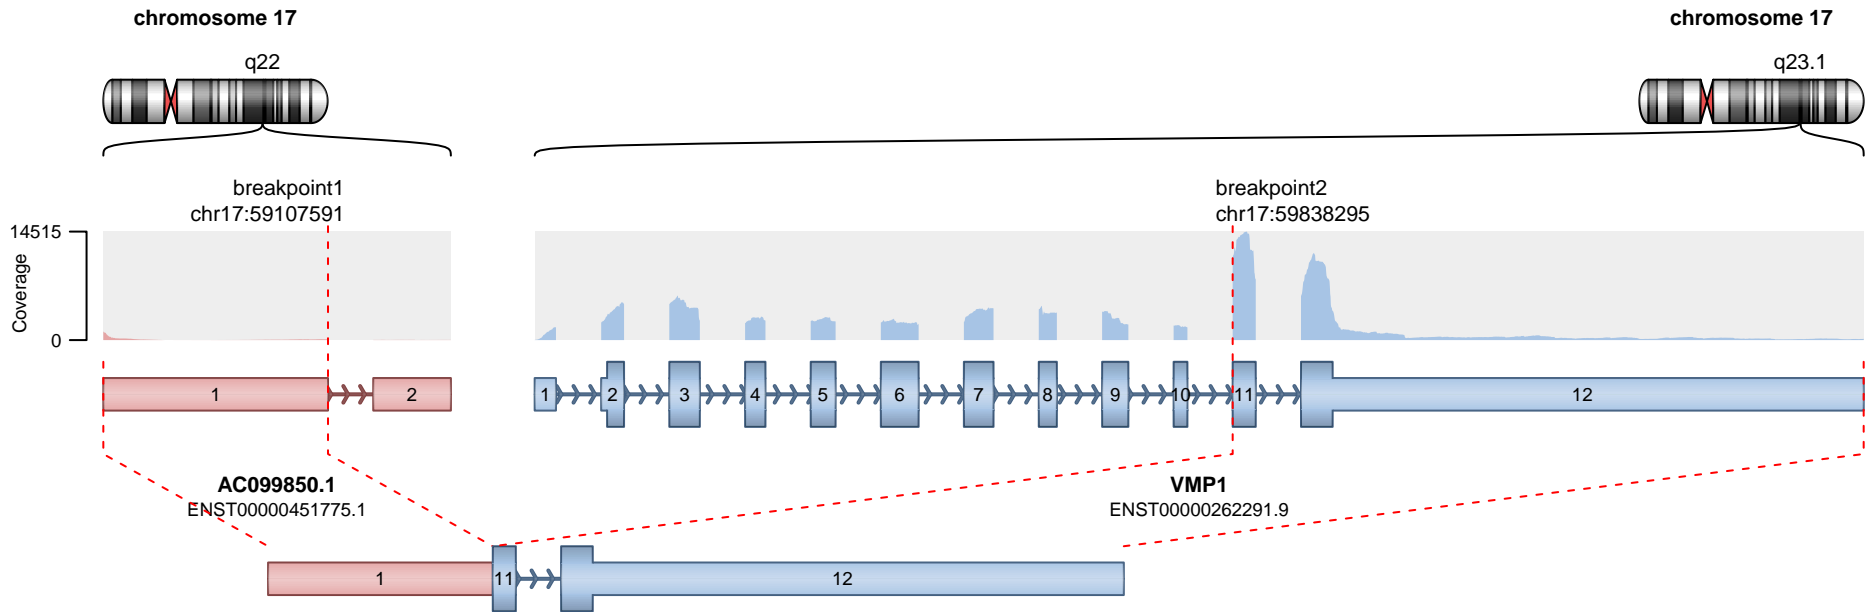 chromosome 17
chromosome 17
q22
q23.1
breakpoint1
chr17:59107591
breakpoint2
chr17:59838295
14515
0
Coverage
1
2
1
2
3
4
5
6
7
8
9
10
11
12
AC099850.1
ENST00000451775.1
VMP1
ENST00000262291.9
1
11
12